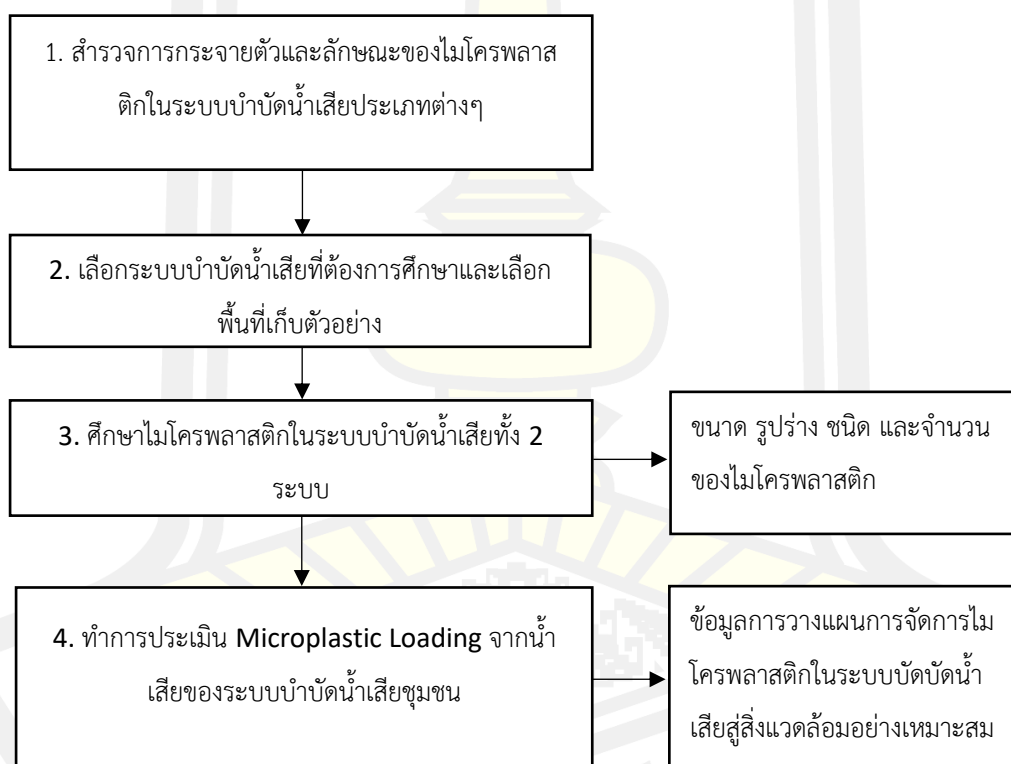 1. สำรวจการกระจายตัวและลักษณะของไมโครพลาส
ติกในระบบบำบัดน้ำเสียประเภทต่างๆ
2. เลือกระบบบำบัดน้ำเสียที่ต้องการศึกษาและเลือก
พื้นที่เก็บตัวอย่าง
3. ศึกษาไมโครพลาสติกในระบบบำบัดน้ำเสียทั้ง 2
ระบบ
ขนาด รูปร่าง ชนิด และจำนวน
ของไมโครพลาสติก
4. ทำการประเมิน Microplastic Loading จากน้ำ
เสียของระบบบำบัดน้ำเสียชุมชน
ข้อมูลการวางแผนการจัดการไม
โครพลาสติกในระบบบัดบัดน้ำ
เสียสู่สิ่งแวดล้อมอย่างเหมาะสม